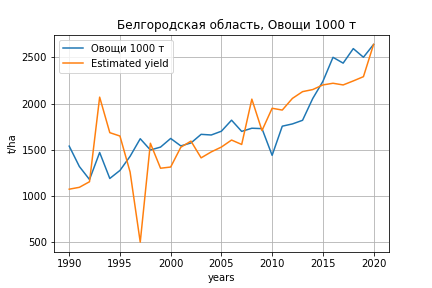 Белгородская область, Овощи 1000 т
Овощи 1000 т
Estimated yield
t/ha
2500
2000
1500
1000
500
1990 1995 2000 2005 2010 2015 2020
years